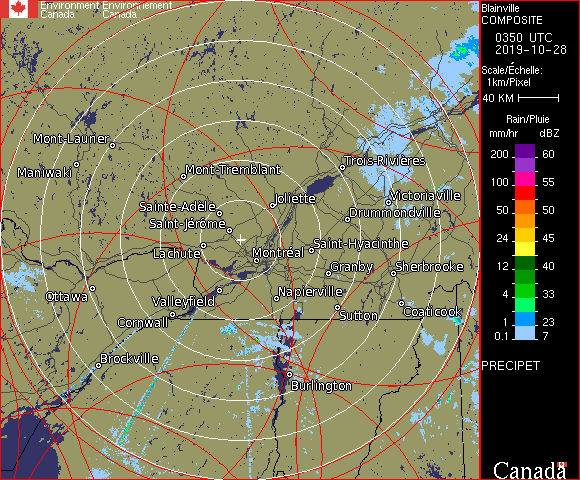 Environment Environnement
Canada Canada
Blainville
COMPOSITE
0350 UTC
2019-10-28
Scale/Échelle:
1km/Pixel
40 KM
Rain/Pluie
mm/hr dBZ
200 60
100 55
50 50
24 45
12 40
4 33
1 23
0.1 7
PRECIPET
Mont-Laurier
Maniwaki
Mont-Tremblant
Trois-Rivières
Joliette
Victoriaville
Sainte-Adèle
Drummondville
Saint-Jérôme
Lachute
Montréal
Saint-Hyacinthe
Granby
Sherbrooke
Ottawa
Valleyfield
Napierville
Cornwall
Sutton
Coaticook
Brockville
Burlington
Canada